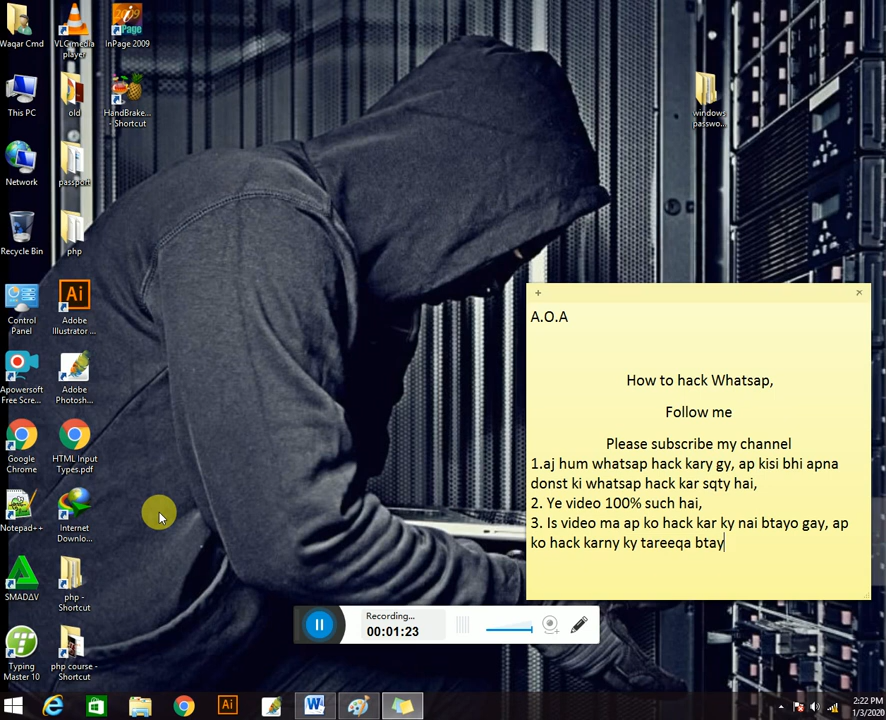 Waqar Cmd
VLC media player
InPage 2009
This PC
old
HandBrake... - Shortcut
windows passwo...
Network
passport
Recycle Bin
php
Control Panel
Adobe Illustrator ...
Apowersoft Free Scre...
Adobe Photosh...
Google Chrome
HTML Input Types.pdf
Notepad++
Internet Downlo...
SMADΔV
php - Shortcut
Typing Master 10
php course - Shortcut
A.O.A
How to hack Whatsap,
Follow me
Please subscribe my channel
1.aj hum whatsap hack kary gy, ap kisi bhi apna
donst ki whatsap hack kar sqty hai,
2. Ye video 100% such hai,
3. Is video ma ap ko hack kar ky nai btayo gay, ap
ko hack karny ky tareeqa btay
Recording...
00:01:23
2:22 PM
1/3/2020